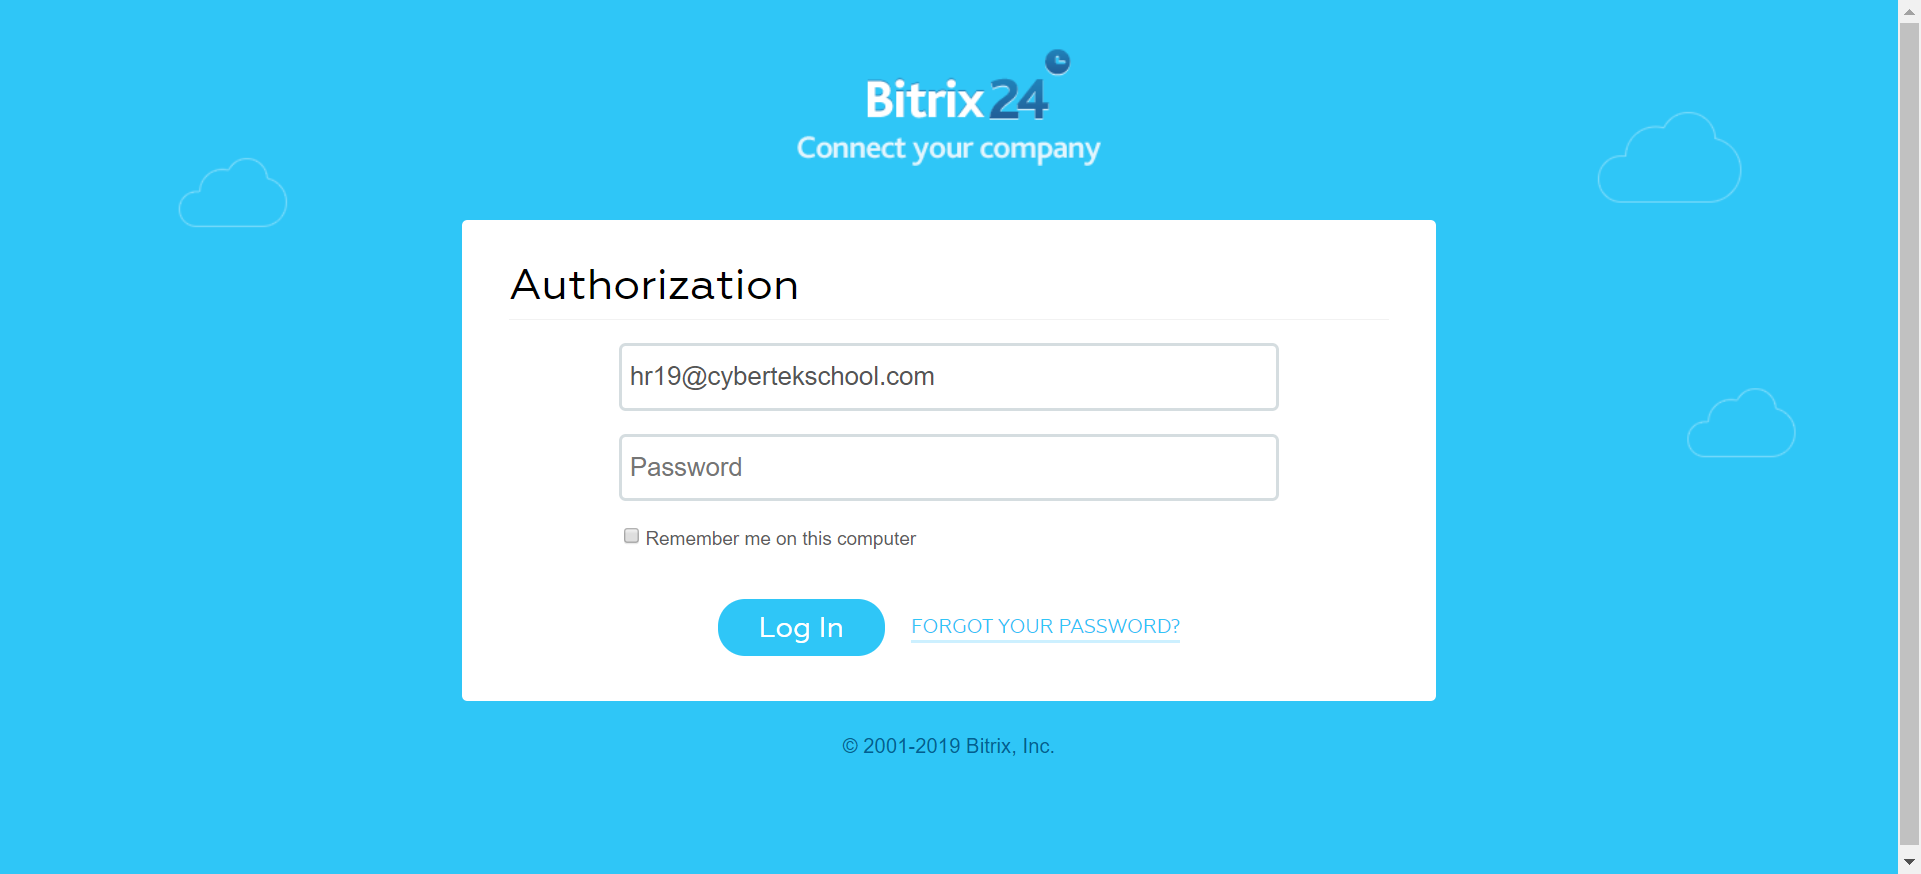 Bitrix24
Connect your company
Authorization
hr19@cybertekschool.com
Password
Remember me on this computer
Log In
FORGOT YOUR PASSWORD?
© 2001-2019 Bitrix, Inc.